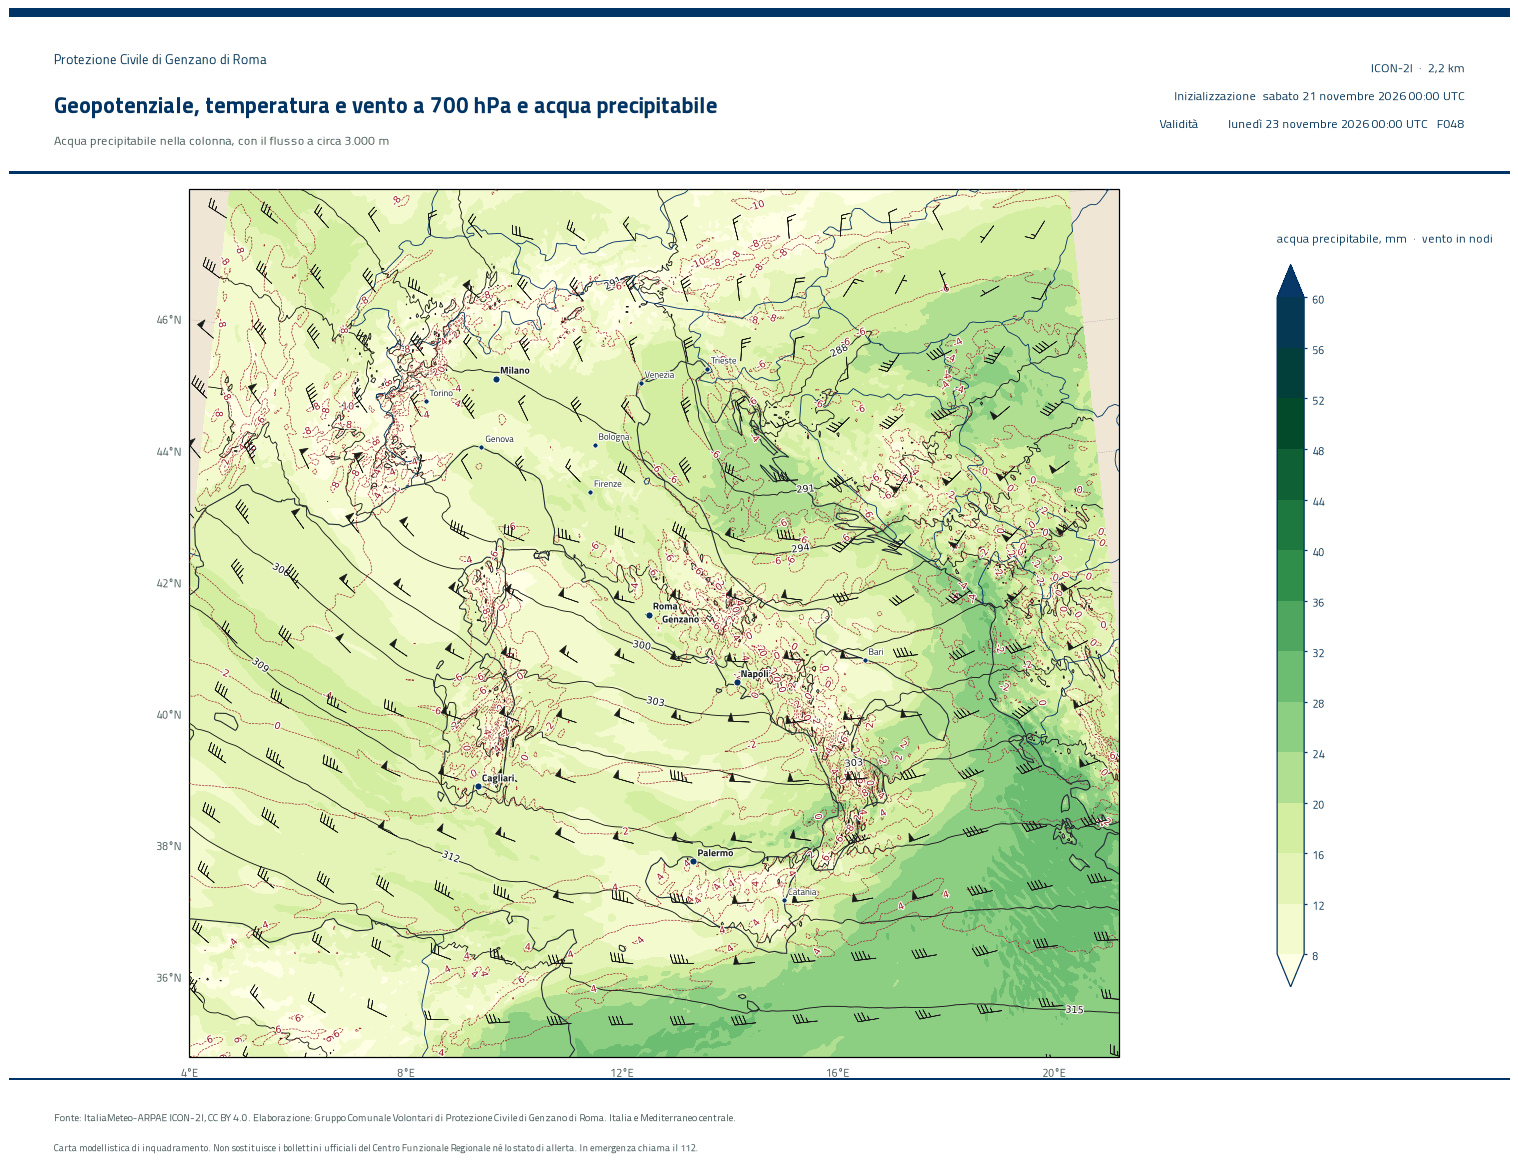 Protezione Civile di Genzano di Roma
Geopotenziale, temperatura e vento a 700 hPa e acqua precipitabile
Acqua precipitabile nella colonna, con il flusso a circa 3.000 m
ICON-2I · 2,2 km
Inizializzazione sabato 21 novembre 2026 00:00 UTC
Validità lunedì 23 novembre 2026 00:00 UTC F048
acqua precipitabile, mm · vento in nodi
60
56
52
48
44
40
36
32
28
24
20
16
12
8
46°N
44°N
42°N
40°N
38°N
36°N
4°E
8°E
12°E
16°E
20°E
Milano
Torino
Venezia
Trieste
Genova
Bologna
Firenze
Roma
Genzano
Napoli
Bari
Cagliari
Palermo
Catania
288
291
294
300
303
303
309
312
315
Fonte: ItaliaMeteo-ARPAE ICON-2I, CC BY 4.0. Elaborazione: Gruppo Comunale Volontari di Protezione Civile di Genzano di Roma. Italia e Mediterraneo centrale.
Carta modellistica di inquadramento. Non sostituisce i bollettini ufficiali del Centro Funzionale Regionale né lo stato di allerta. In emergenza chiama il 112.